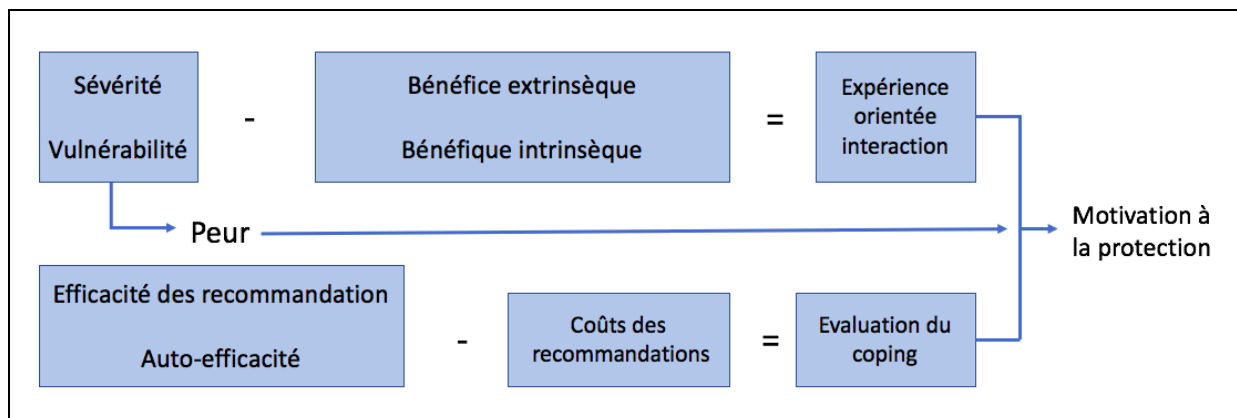 Sévérité
Vulnérabilité
-
Bénéfice extrinsèque
Bénéfique intrinsèque
=
Expérience
orientée
interaction
Peur
Motivation à
la protection
Efficacité des recommandation
Auto-efficacité
-
Coûts des
recommandations
=
Evaluation du
coping